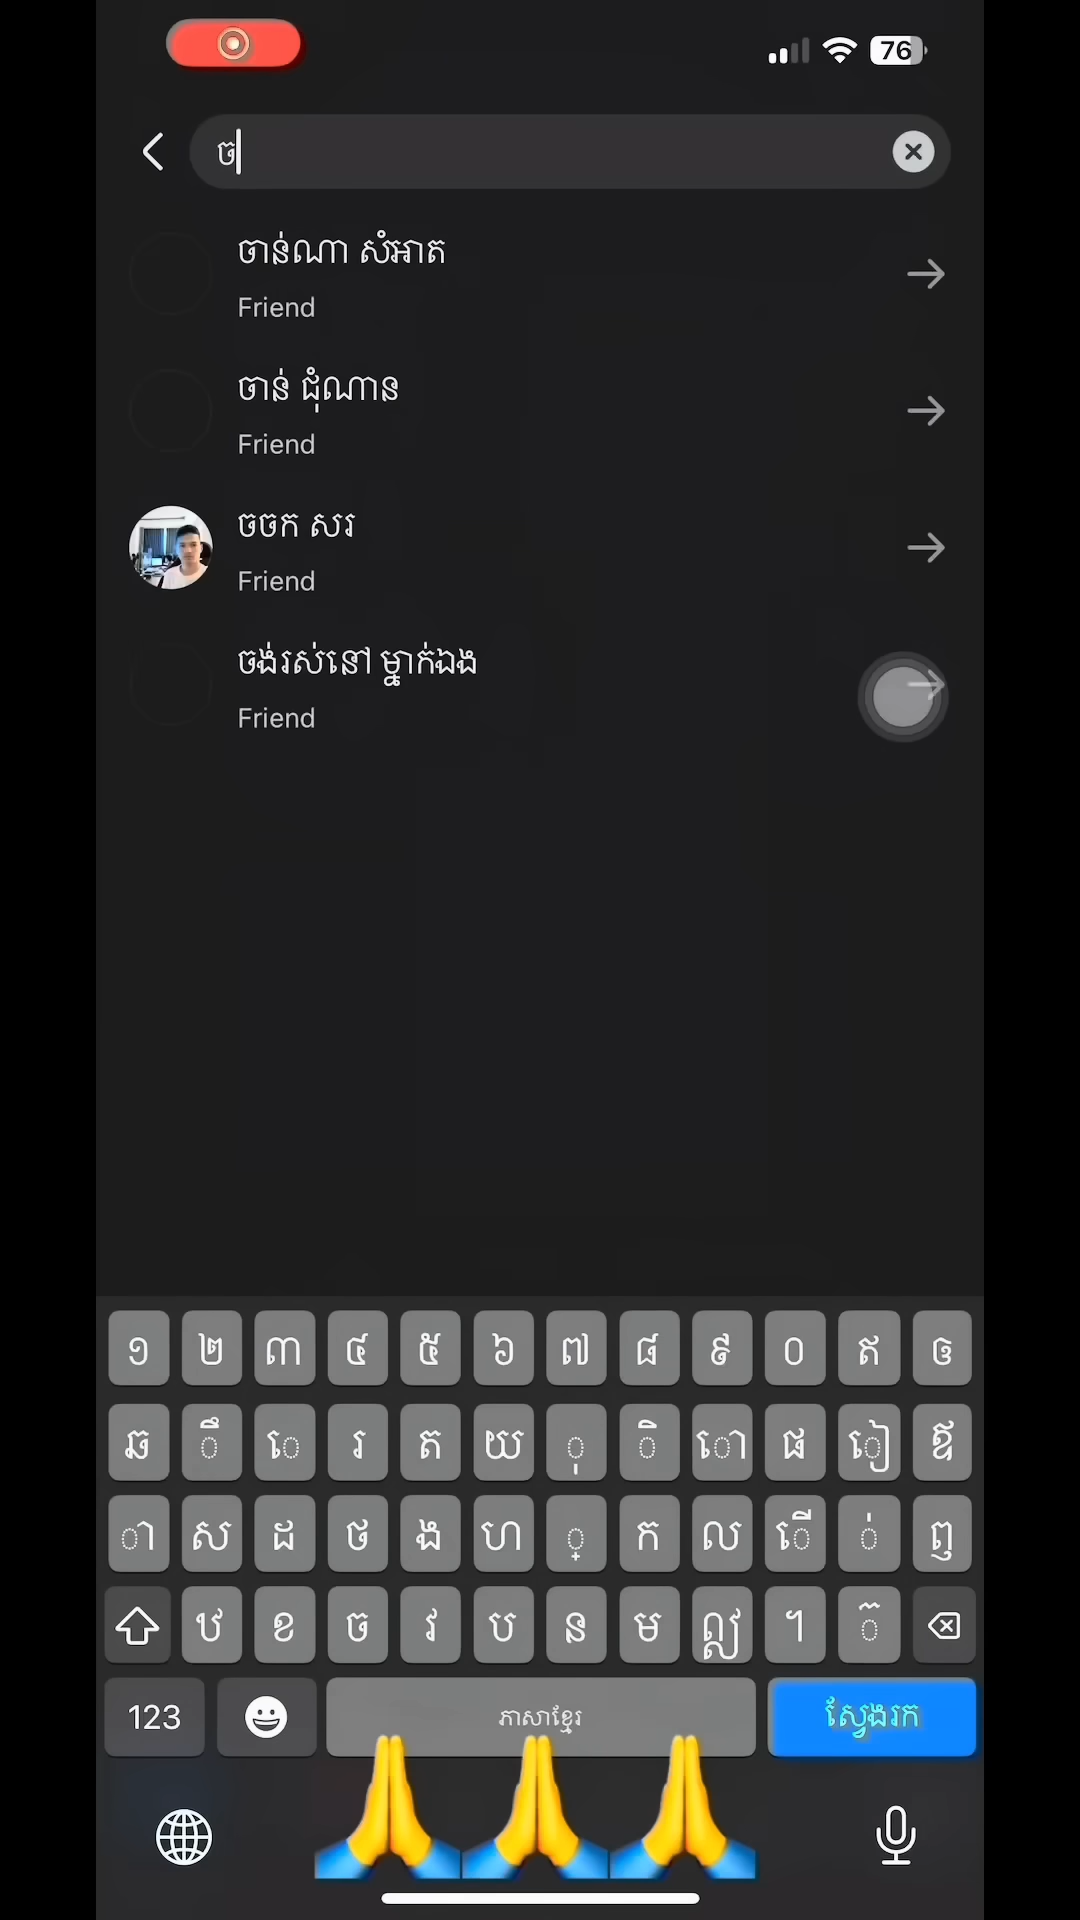 76
ច
ចាន់ណា សំអាត
Friend
ចាន់ ជុំណាន
Friend
ចចក សរ
Friend
ចង់រស់នៅ ម្នាក់ឯង
Friend
១ ២ ៣ ៤ ៥ ៦ ៧ ៨ ៩ ០ ឥ ឲ
ឆ ឹ េ រ ត យ ុ ិ ោ ផ ៀ ឪ
ា ស ដ ថ ង ហ ្ ក ល ើ ់ ឮ
ឋ ខ ច វ ប ន ម ឰ ។ ៊
123 ភាសាខ្មែរ ស្វែងរក